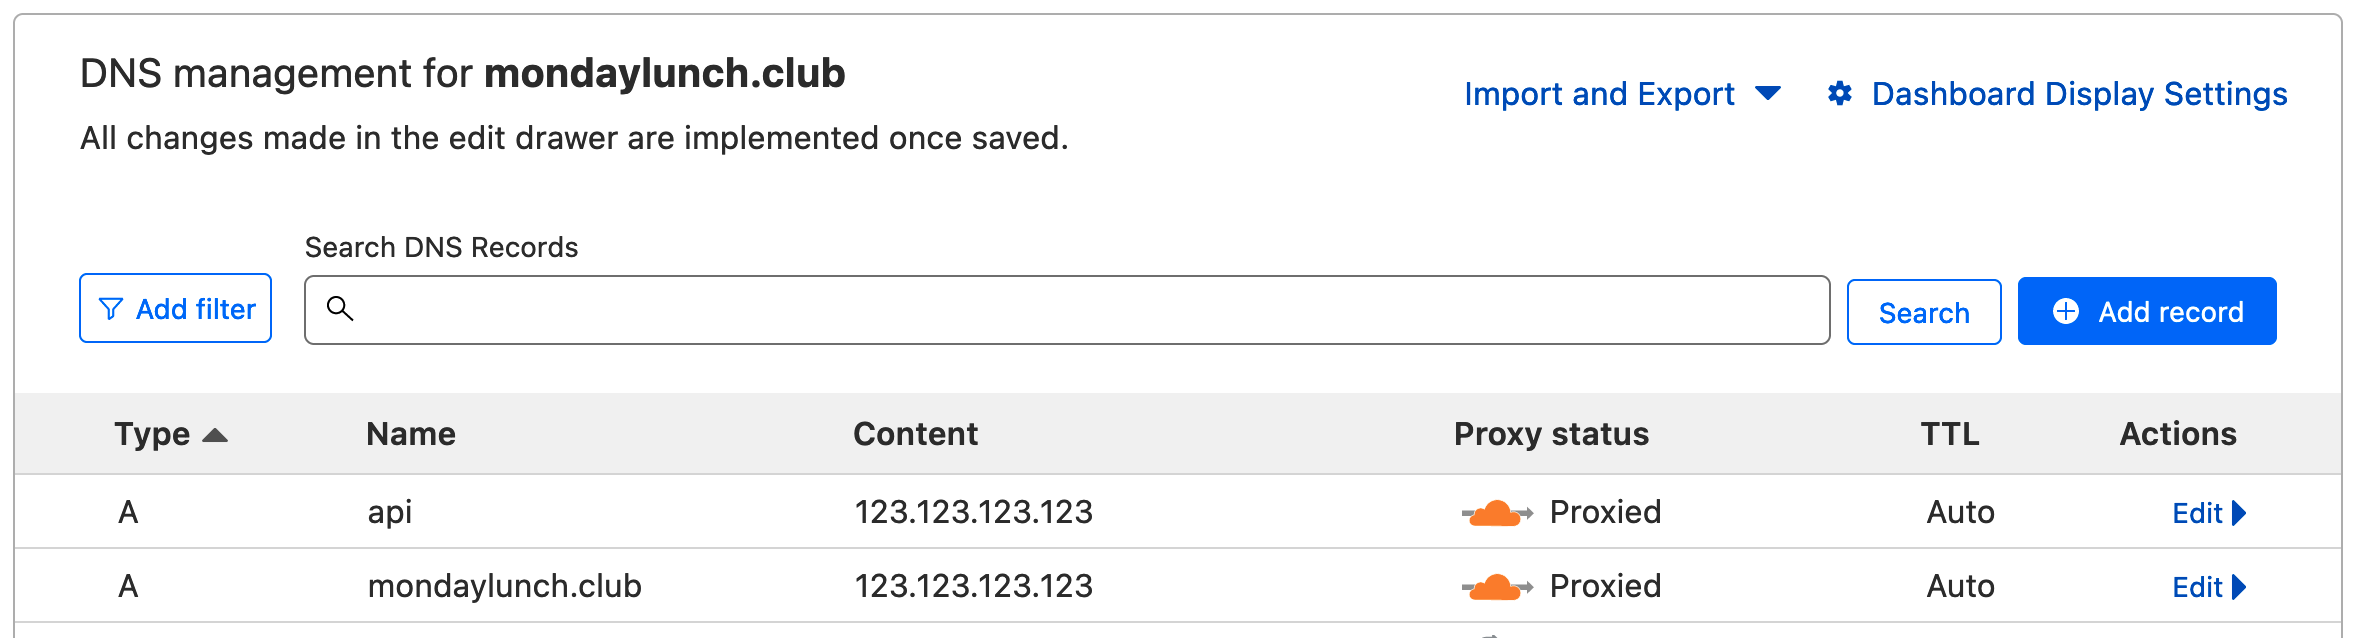 DNS management for mondaylunch.club
Import and Export
Dashboard Display Settings
All changes made in the edit drawer are implemented once saved.
Search DNS Records
Add filter
Search
Add record
Type Name Content Proxy status TTL Actions
A api 123.123.123.123 Proxied Auto Edit
A mondaylunch.club 123.123.123.123 Proxied Auto Edit